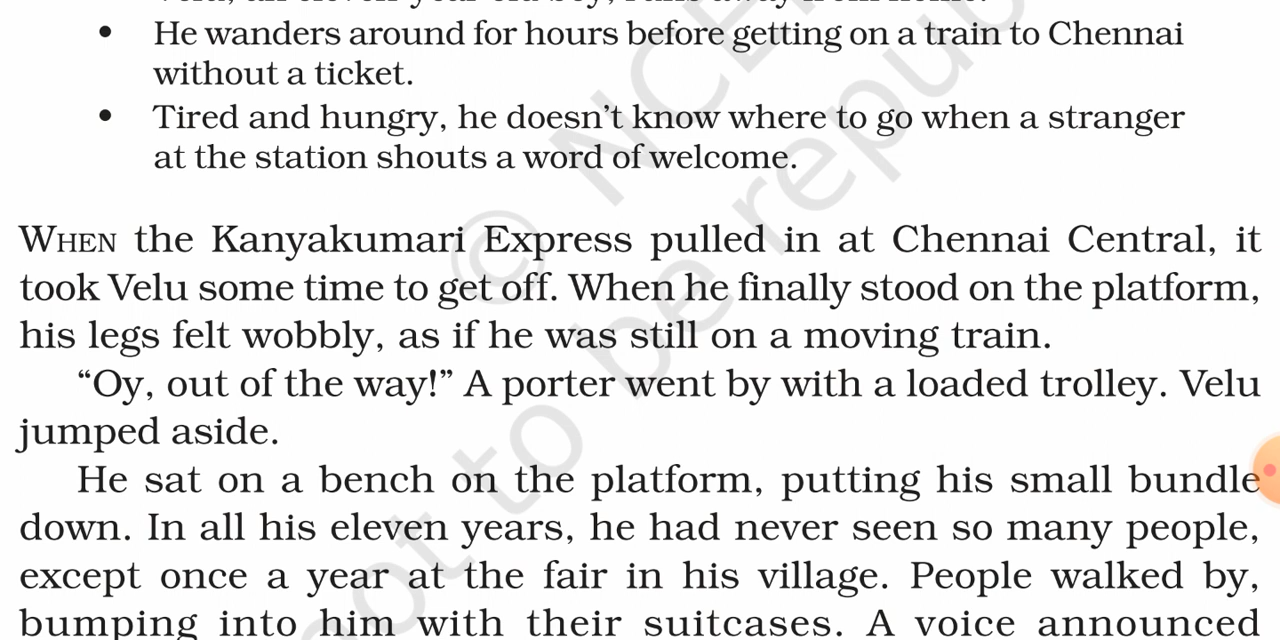 • He wanders around for hours before getting on a train to Chennai
without a ticket.
• Tired and hungry, he doesn’t know where to go when a stranger
at the station shouts a word of welcome.
WHEN the Kanyakumari Express pulled in at Chennai Central, it
took Velu some time to get off. When he finally stood on the platform,
his legs felt wobbly, as if he was still on a moving train.
“Oy, out of the way!” A porter went by with a loaded trolley. Velu
jumped aside.
He sat on a bench on the platform, putting his small bundle
down. In all his eleven years, he had never seen so many people,
except once a year at the fair in his village. People walked by,
bumping into him with their suitcases. A voice announced
© NCE
not to be repu